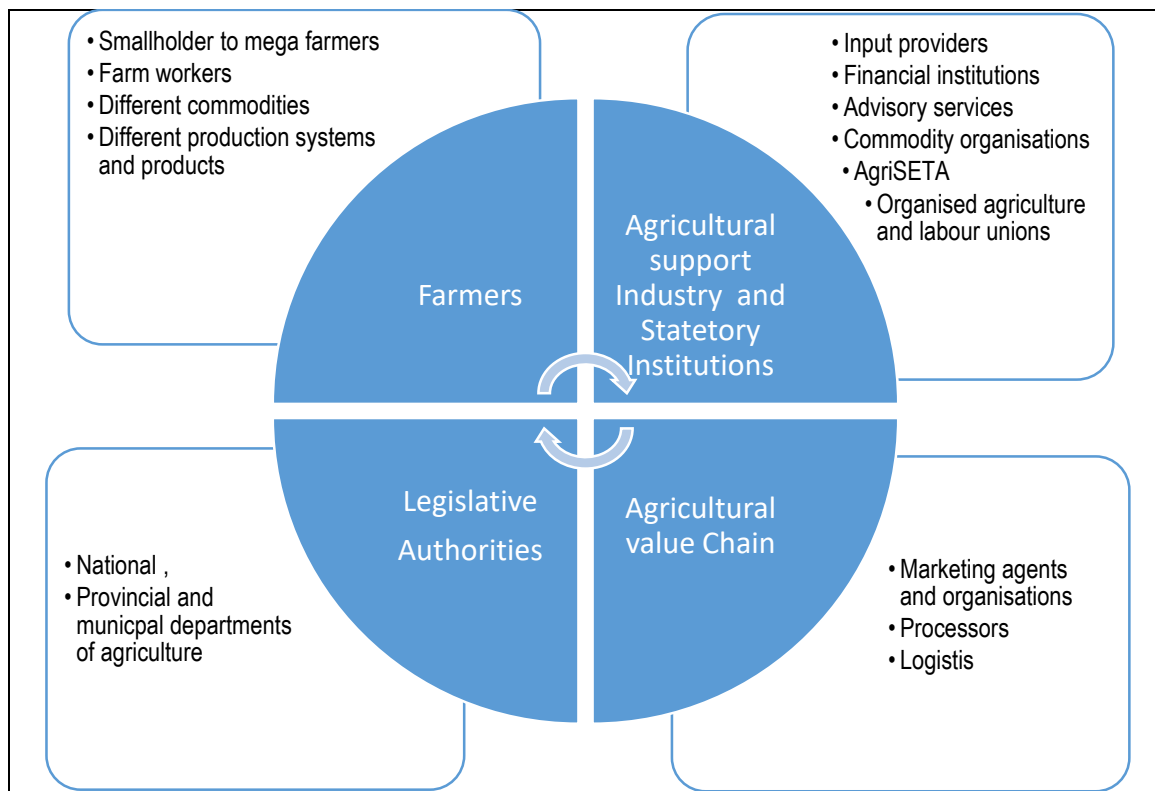 • Smallholder to mega farmers
• Farm workers
• Different commodities
• Different production systems
and products
• Input providers
• Financial institutions
• Advisory services
• Commodity organisations
• AgriSETA
• Organised agriculture
and labour unions
Farmers
Agricultural
support
Industry and
Statetory
Institutions
Legislative
Authorities
Agricultural
value Chain
• National ,
• Provincial and
municpal departments
of agriculture
• Marketing agents
and organisations
• Processors
• Logistis